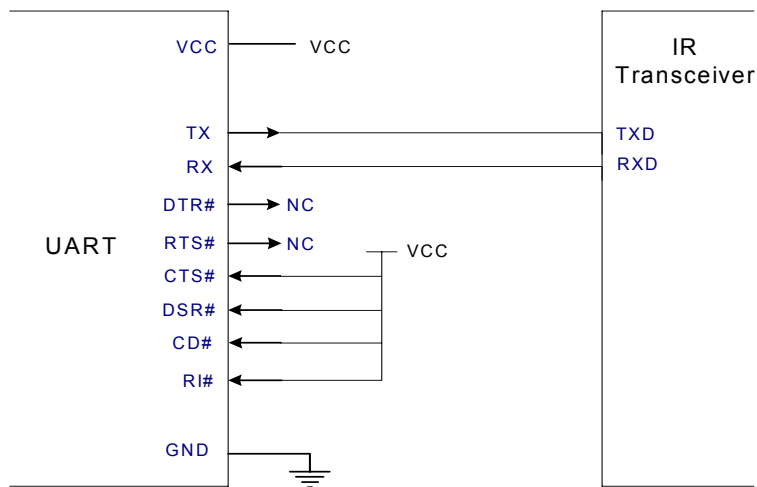 VCC
VCC
IR
Transceiver
TX
TXD
RX
RXD
DTR#
NC
UART
RTS#
NC
VCC
CTS#
DSR#
CD#
RI#
GND